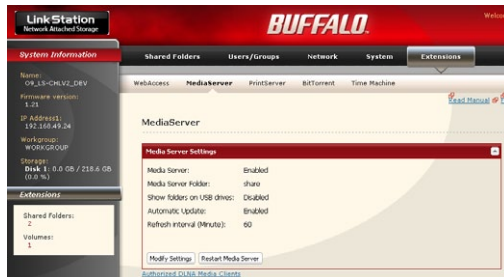 LinkStation
Network Attached Storage
BUFFALO
Welcom
System Information
Shared Folders
Users/Groups
Network
System
Extensions
WebAccess
MediaServer
PrintServer
BitTorrent
Time Machine
Name:
09_LS-CHLV2_DEV
Firmware version:
1.21
IP Address1:
192.168.49.24
Workgroup:
WORKGROUP
Storage:
Disk 1: 0.0 GB / 218.6 GB
(0.0 %)
Extensions
Shared Folders:
2
Volumes:
1
Read Manual
MediaServer
Media Server Settings
Media Server: Enabled
Media Server Folder: share
Show folders on USB drives: Disabled
Automatic Update: Enabled
Refresh interval (Minute): 60
Modify Settings
Restart Media Server
Authorized DLNA Media Clients